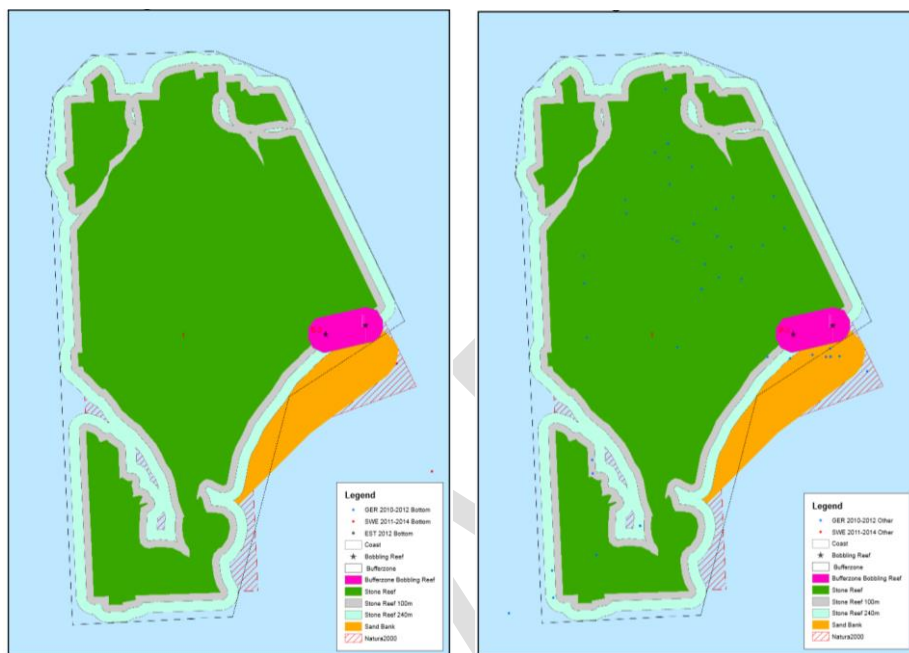 Legend
GER 2010-2012 Bottom
SWE 2011-2014 Bottom
EST 2012 Bottom
Coast
Bobbling Reef
Bufferzone
Bufferzone Bobbling Reef
Stone Reef
Stone Reef 100m
Stone Reef 240m
Sand Bank
Natura2000
Legend
GER 2010-2012 Other
SWE 2011-2014 Other
Coast
Bobbling Reef
Bufferzone
Bufferzone Bobbling Reef
Stone Reef
Stone Reef 100m
Stone Reef 240m
Sand Bank
Natura2000